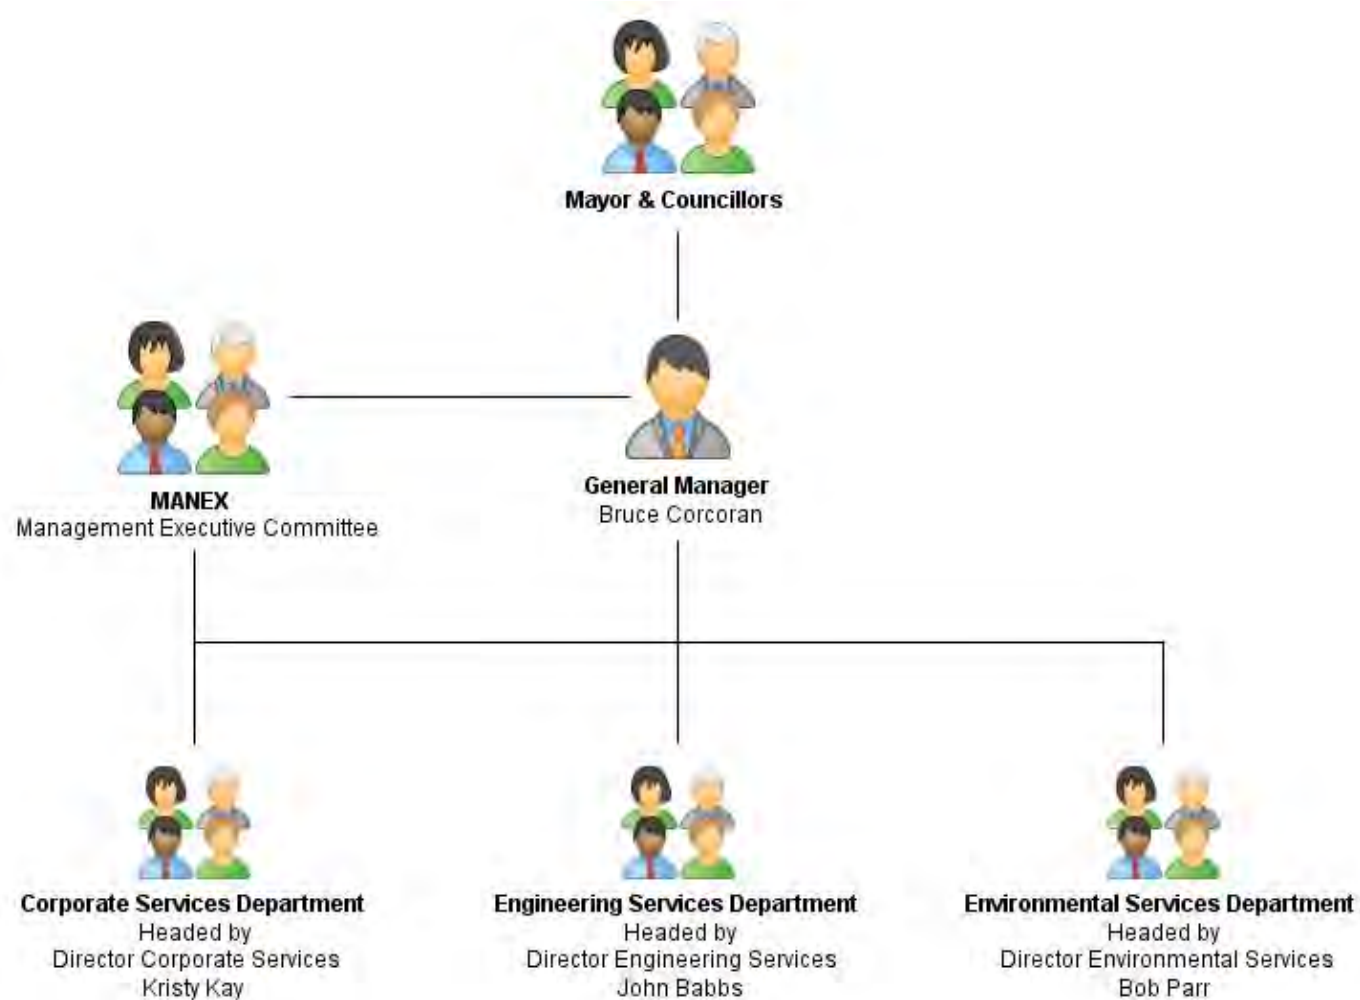 Mayor & Councillors
MANEX
Management Executive Committee
General Manager
Bruce Corcoran
Corporate Services Department
Headed by
Director Corporate Services
Kristy Kay
Engineering Services Department
Headed by
Director Engineering Services
John Babbs
Environmental Services Department
Headed by
Director Environmental Services
Bob Parr